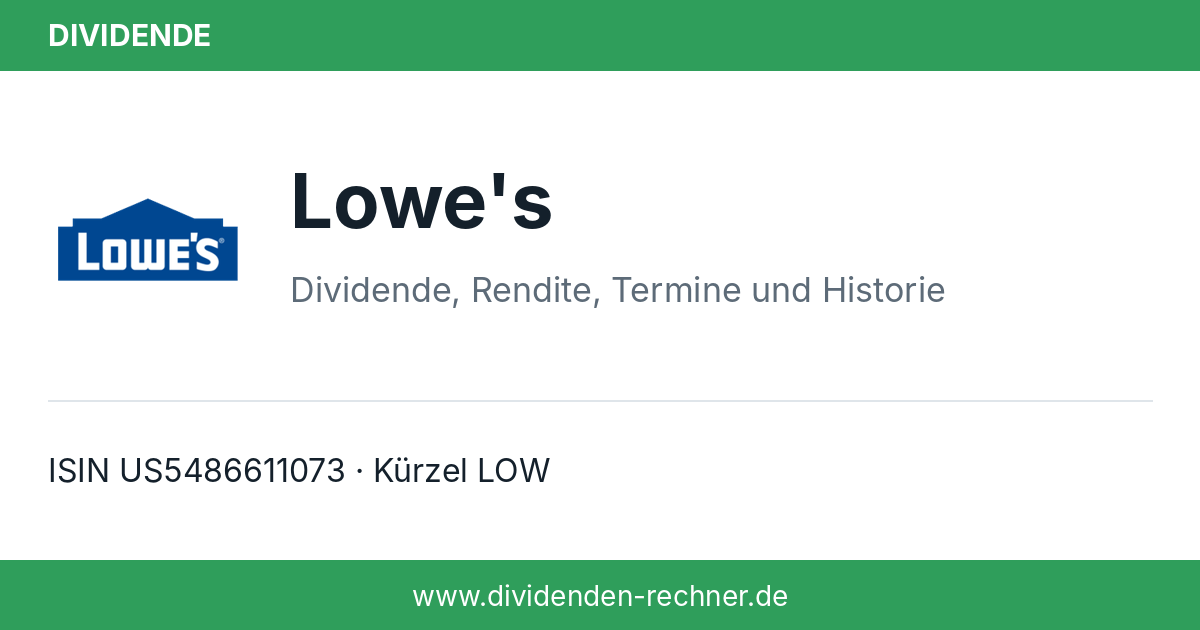 DIVIDENDE
Lowe's
LOWE'S®
Dividende, Rendite, Termine und Historie
ISIN US5486611073 · Kürzel LOW
www.dividenden-rechner.de